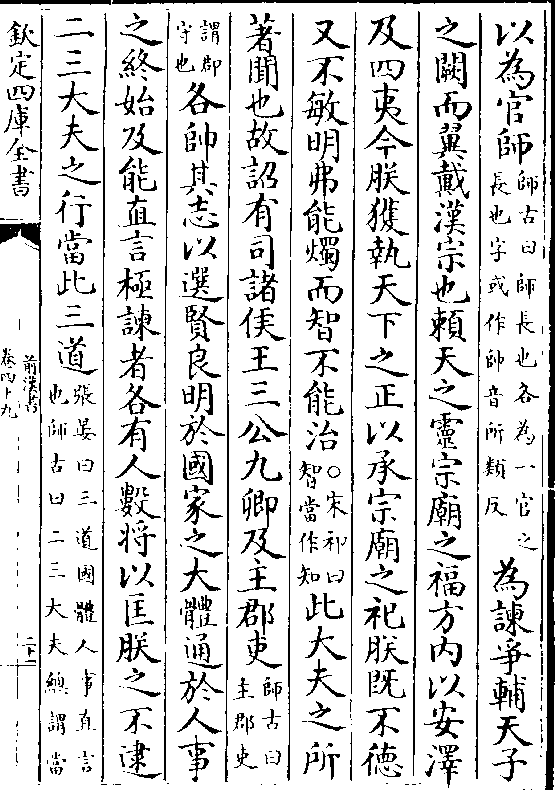 以為官師師古曰師長也各為一官之長也字或作帥音所類反為諫爭輔天子
之闕而翼戴漢宗也頼天之靈宗廟之福方内以安澤
及四夷今朕獲執天下之正以承宗廟之祀朕既不德
又不敏明弗能燭而智不能治○宋祁曰智當作知此大夫之所
著聞也故詔有司諸侯王三公九卿及主郡吏師古曰主郡吏
謂郡守也各帥其志以選賢良明於國家之大體通於人事
之終始及能直言極諫者各有人數将以匡朕之不逮
二三大夫之行當此三道張晏曰三道國體人事直言也師古曰二三大夫總謂當
欽定四庫全書
前漢書
卷四十九